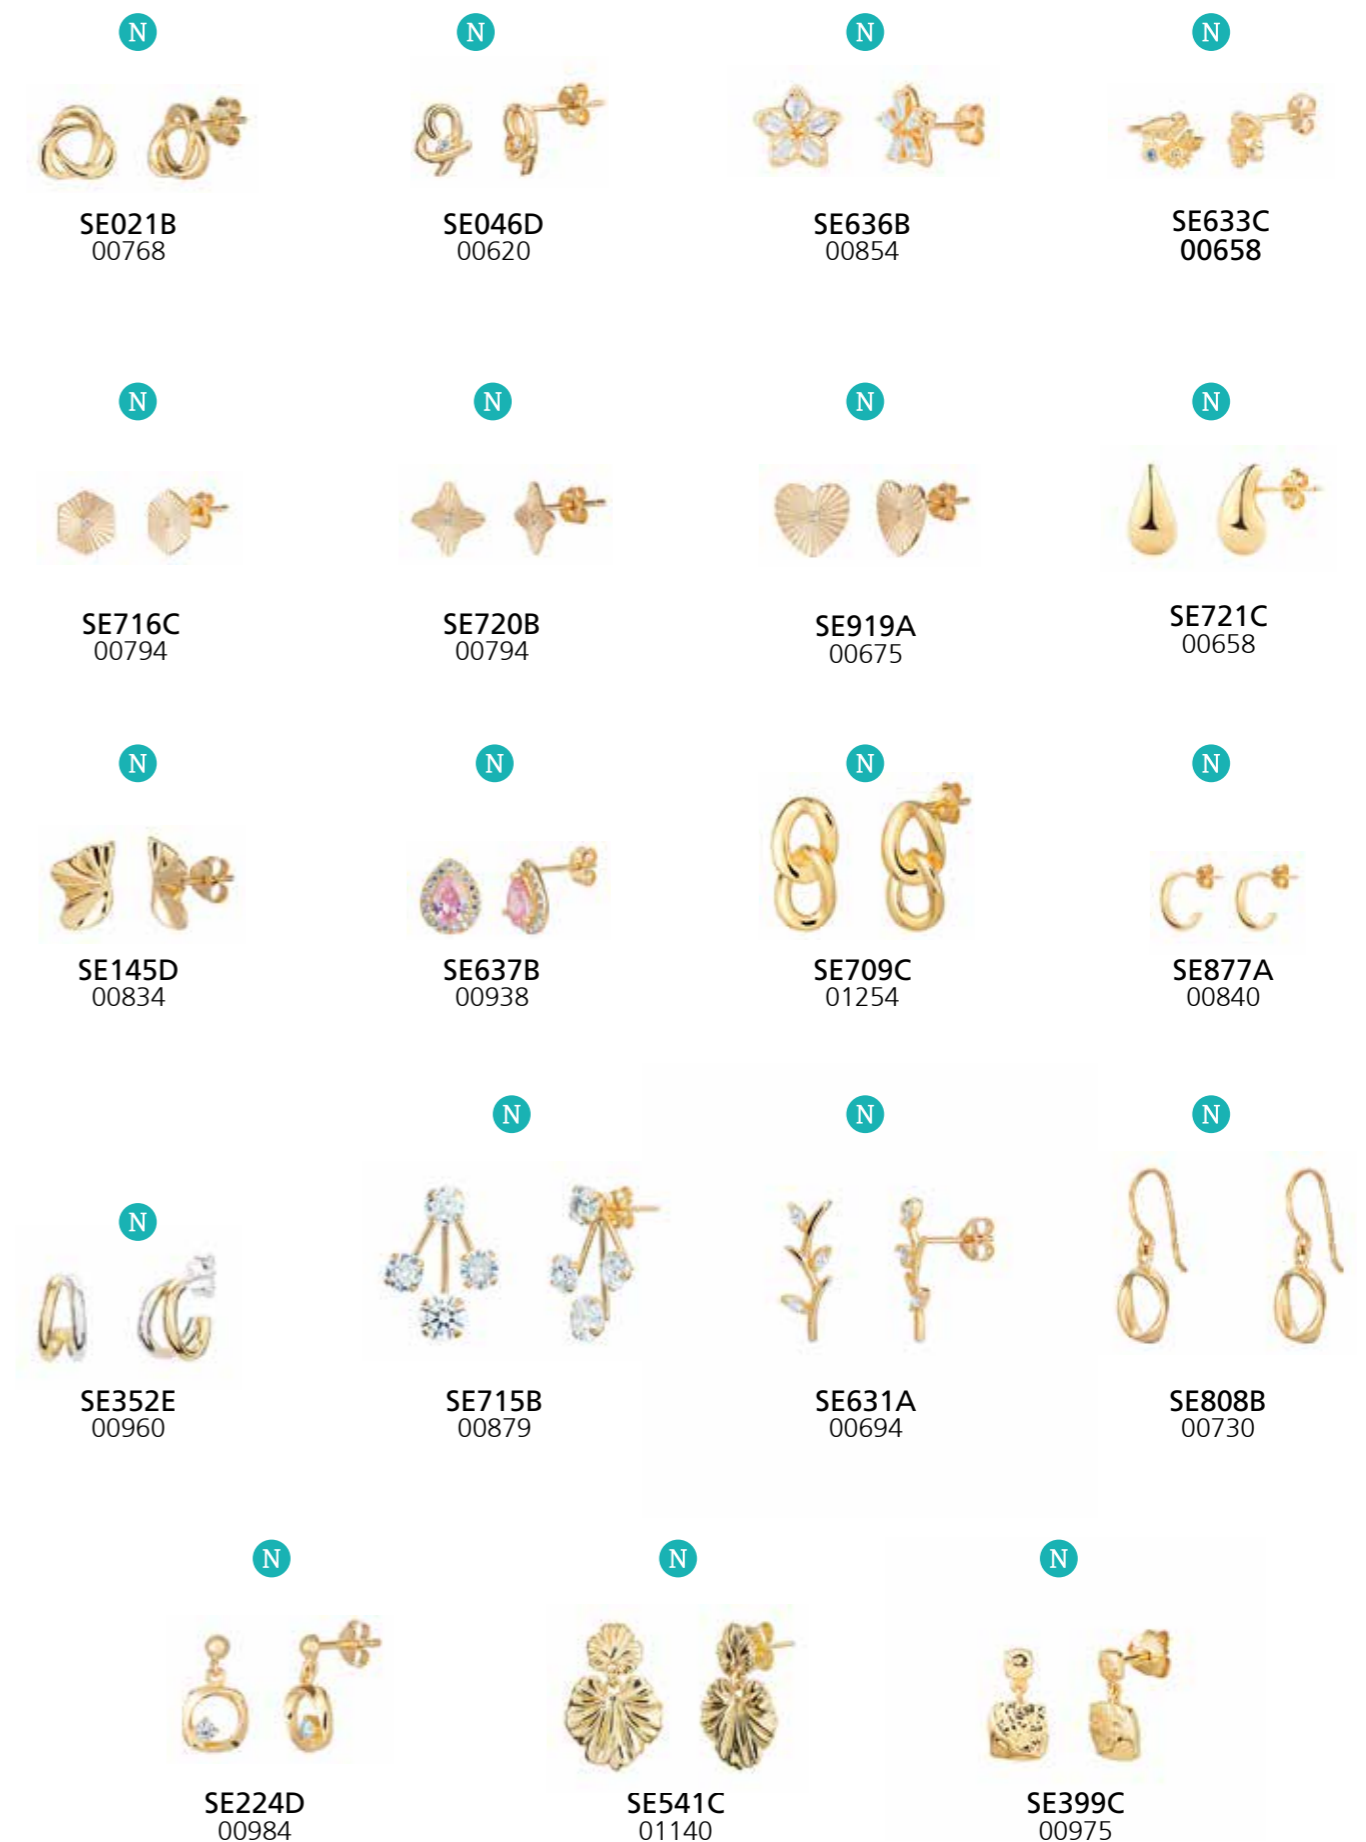 N N N N
SE021B SE046D SE636B SE633C
00768 00620 00854 00658
N N N N
SE716C SE720B SE919A SE721C
00794 00794 00675 00658
N N N N
SE145D SE637B SE709C SE877A
00834 00938 01254 00840
N N N
N
SE352E SE715B SE631A SE808B
00960 00879 00694 00730
N N N
SE224D SE541C SE399C
00984 01140 00975